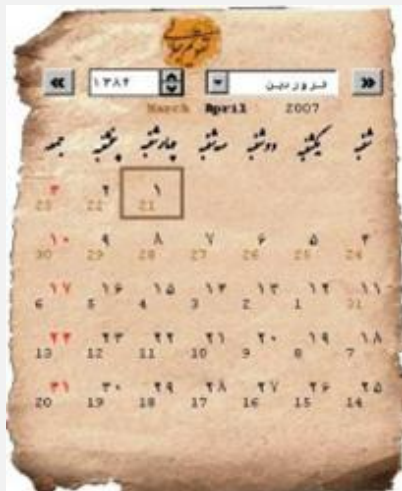 فروردین ۱۳۸۶
March April 2007
شنبه یکشنبه دوشنبه سه‌شنبه چهارشنبه پنجشنبه جمعه
۱ ۲ ۳
21 22 23
۴ ۵ ۶ ۷ ۸ ۹ ۱۰
24 25 26 27 28 29 30
۱۱ ۱۲ ۱۳ ۱۴ ۱۵ ۱۶ ۱۷
31 1 2 3 4 5 6
۱۸ ۱۹ ۲۰ ۲۱ ۲۲ ۲۳ ۲۴
7 8 9 10 11 12 13
۲۵ ۲۶ ۲۷ ۲۸ ۲۹ ۳۰ ۳۱
14 15 16 17 18 19 20